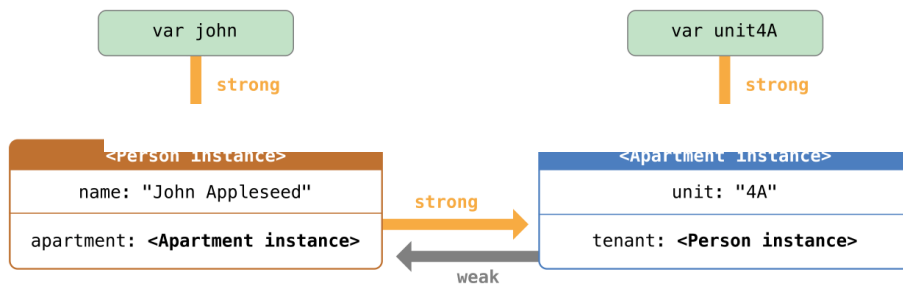 var john
var unit4A
strong
strong
<Person instance>
<Apartment instance>
name: "John Appleseed"
unit: "4A"
strong
apartment: <Apartment instance>
tenant: <Person instance>
weak